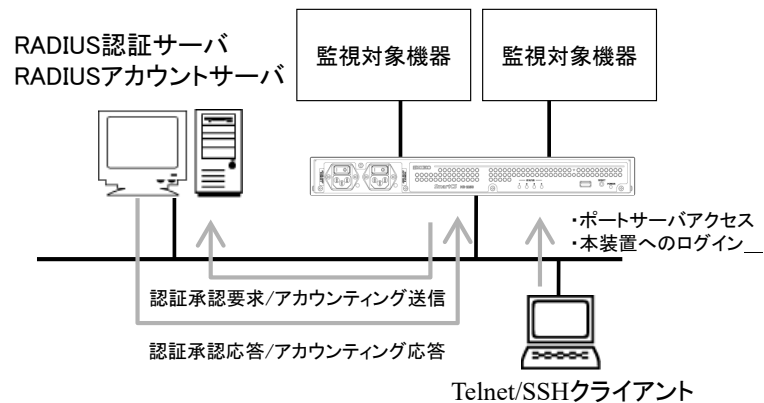 RADIUS認証サーバ
RADIUSアカウントサーバ
監視対象機器
監視対象機器
SmartCS
・ポートサーバアクセス
・本装置へのログイン
認証承認要求/アカウンティング送信
認証承認応答/アカウンティング応答
Telnet/SSHクライアント